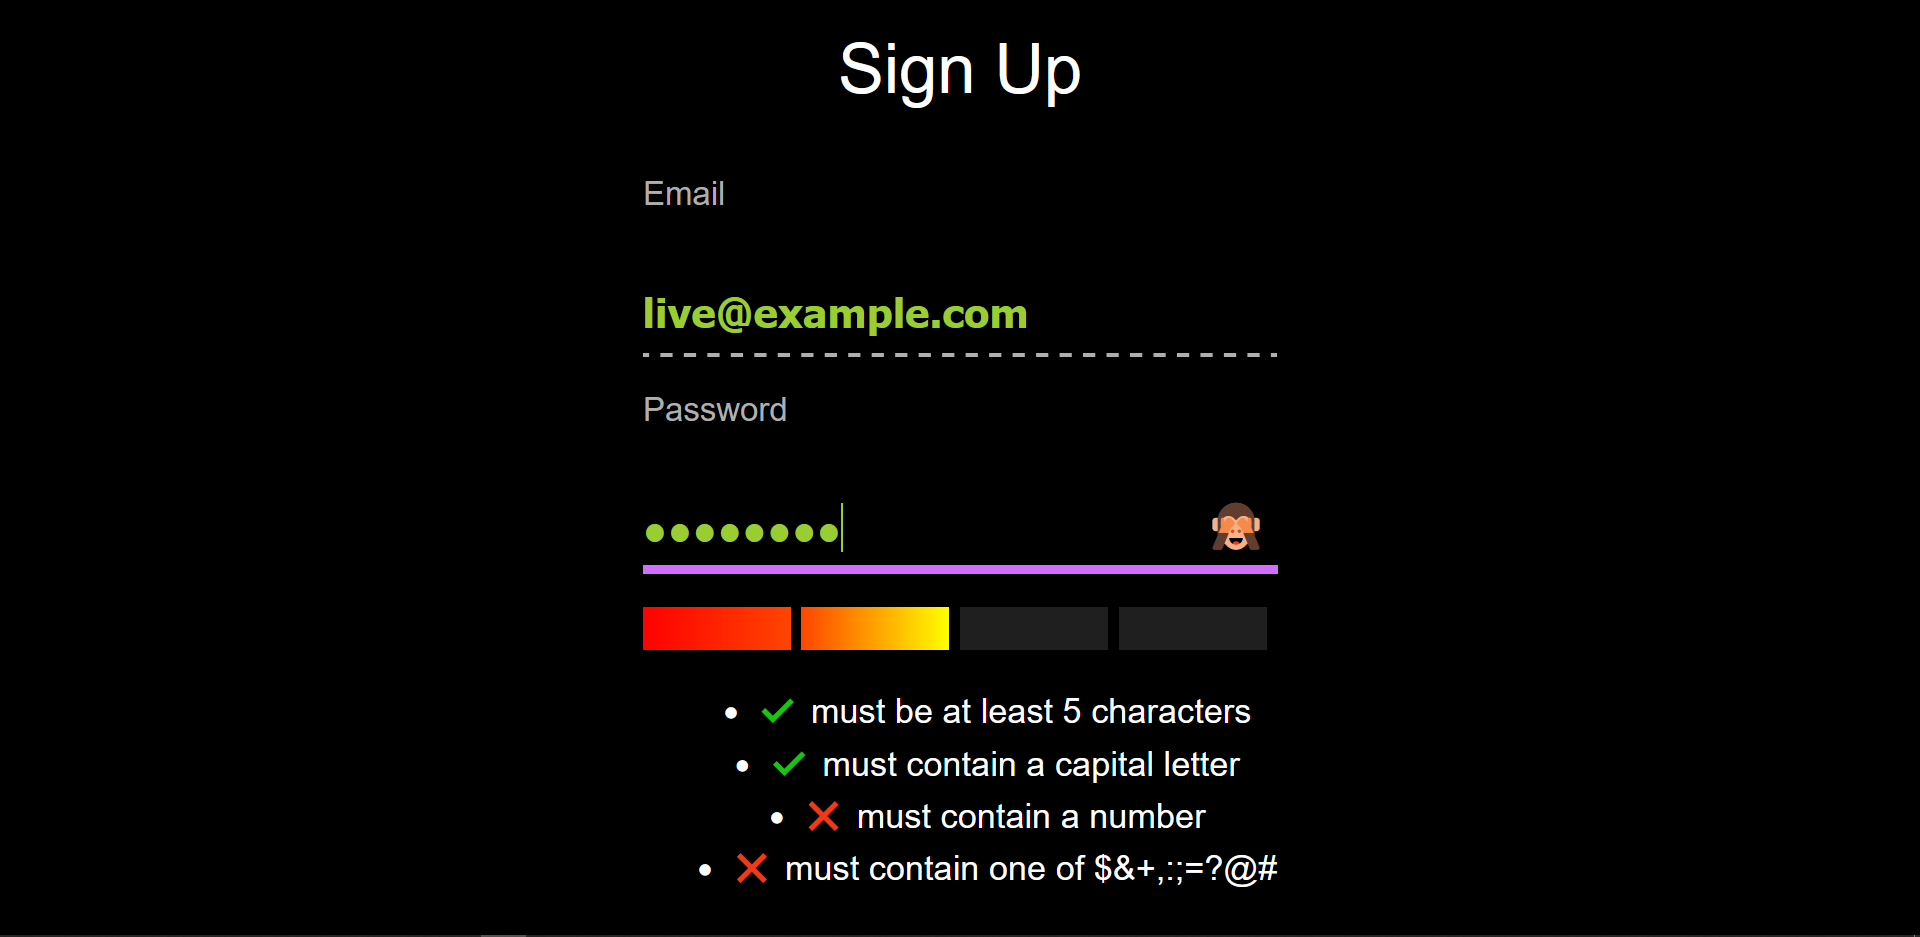 Sign Up
Email
live@example.com
Password
●●●●●●●●
• ✓ must be at least 5 characters
• ✓ must contain a capital letter
• ❌ must contain a number
• ❌ must contain one of $&+,:;=?@#